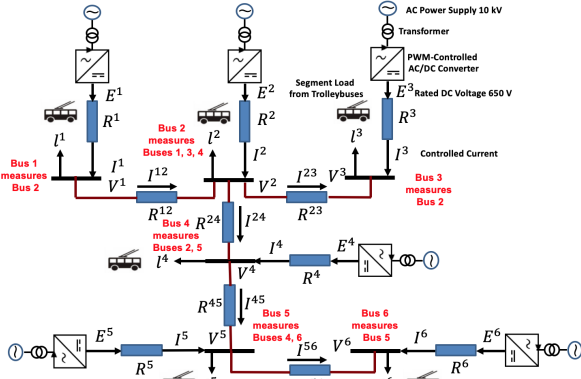 AC Power Supply 10 kV
Transformer
PWM-Controlled
AC/DC Converter
Segment Load
from Trolleybuses
E¹
E²
E³
Rated DC Voltage 650 V
R¹
R²
R³
l¹
l²
l³
Bus 2
measures
Buses 1, 3, 4
I¹
I²
I³
Controlled Current
Bus 1
measures
Bus 2
V¹
I¹²
V²
I²³
V³
Bus 3
measures
Bus 2
R¹²
R²³
Bus 4
measures
Buses 2, 5
R²⁴
I²⁴
l⁴
V⁴
I⁴
R⁴
E⁴
R⁴⁵
I⁴⁵
Bus 5
measures
Buses 4, 6
Bus 6
measures
Bus 5
E⁵
I⁵
V⁵
I⁵⁶
V⁶
I⁶
E⁶
R⁵
R⁶